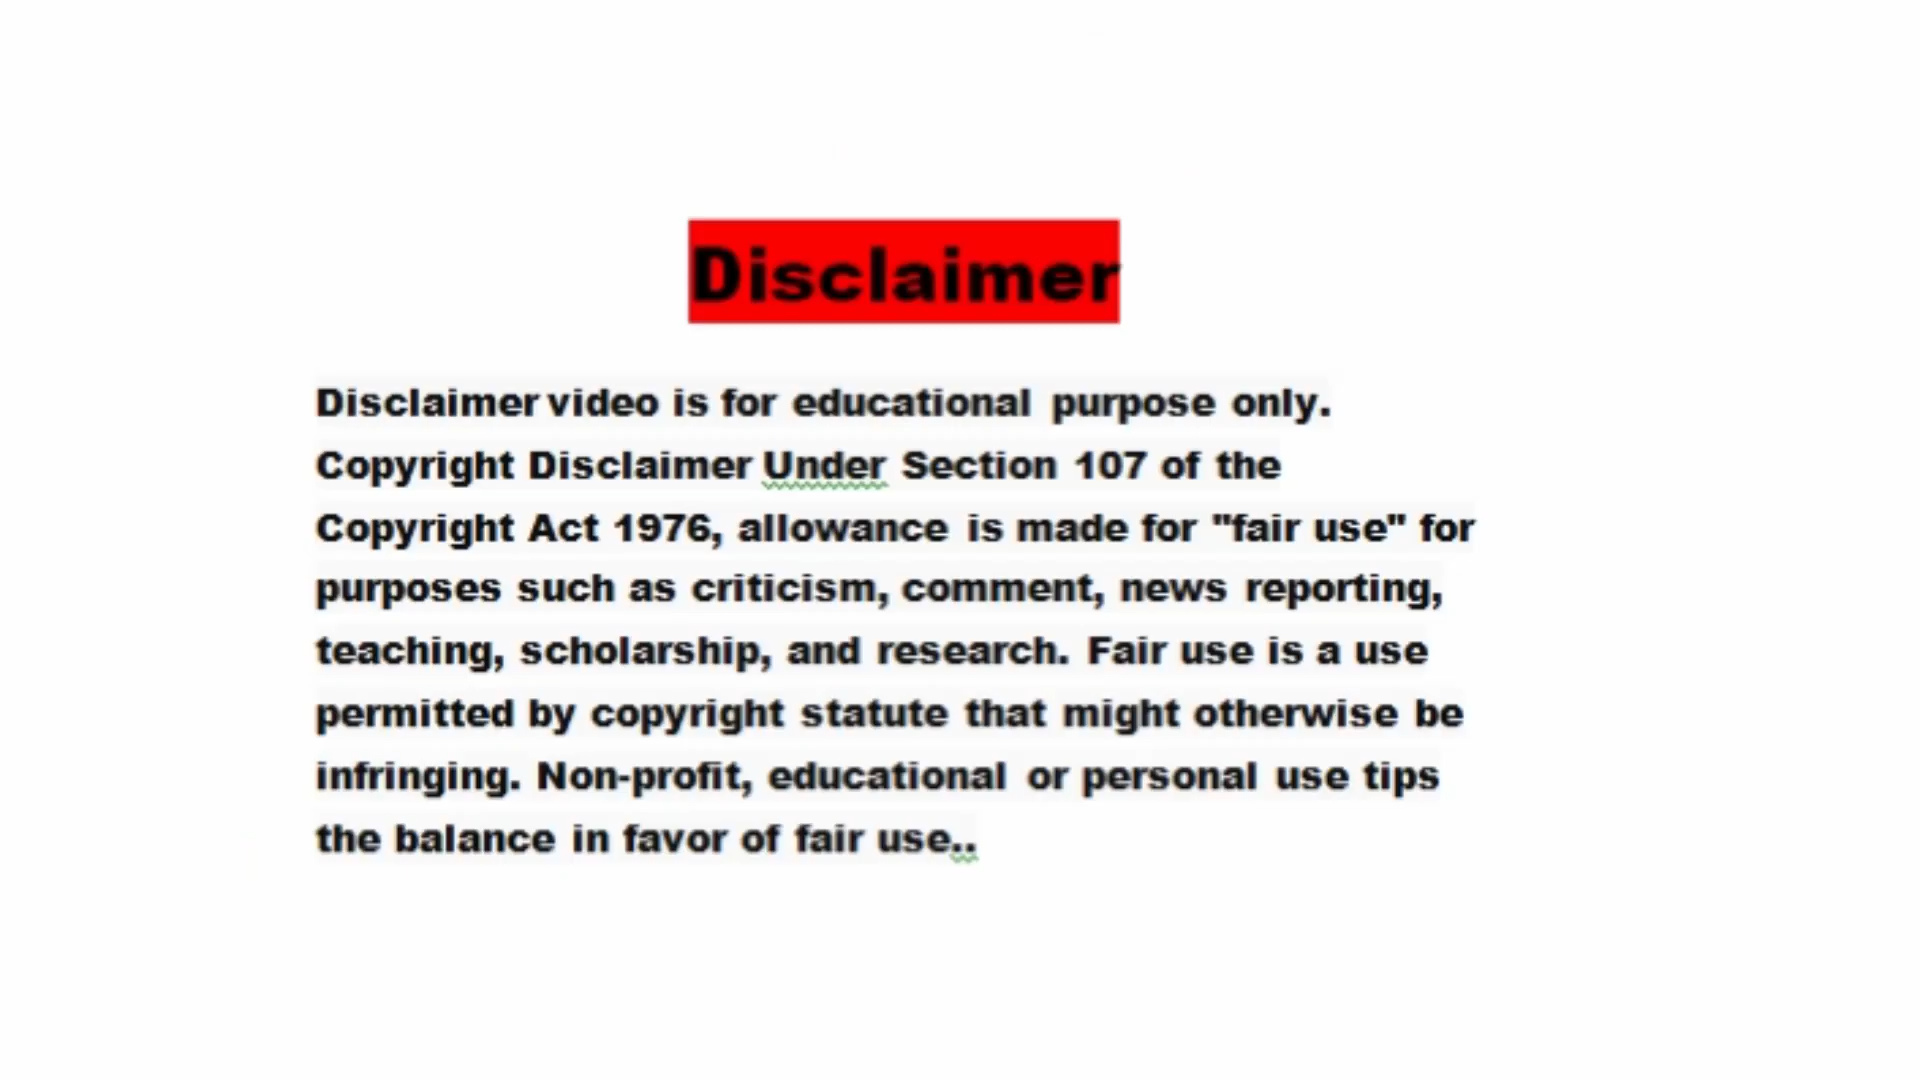 Disclaimer
Disclaimer video is for educational purpose only.
Copyright Disclaimer Under Section 107 of the
Copyright Act 1976, allowance is made for "fair use" for
purposes such as criticism, comment, news reporting,
teaching, scholarship, and research. Fair use is a use
permitted by copyright statute that might otherwise be
infringing. Non-profit, educational or personal use tips
the balance in favor of fair use..